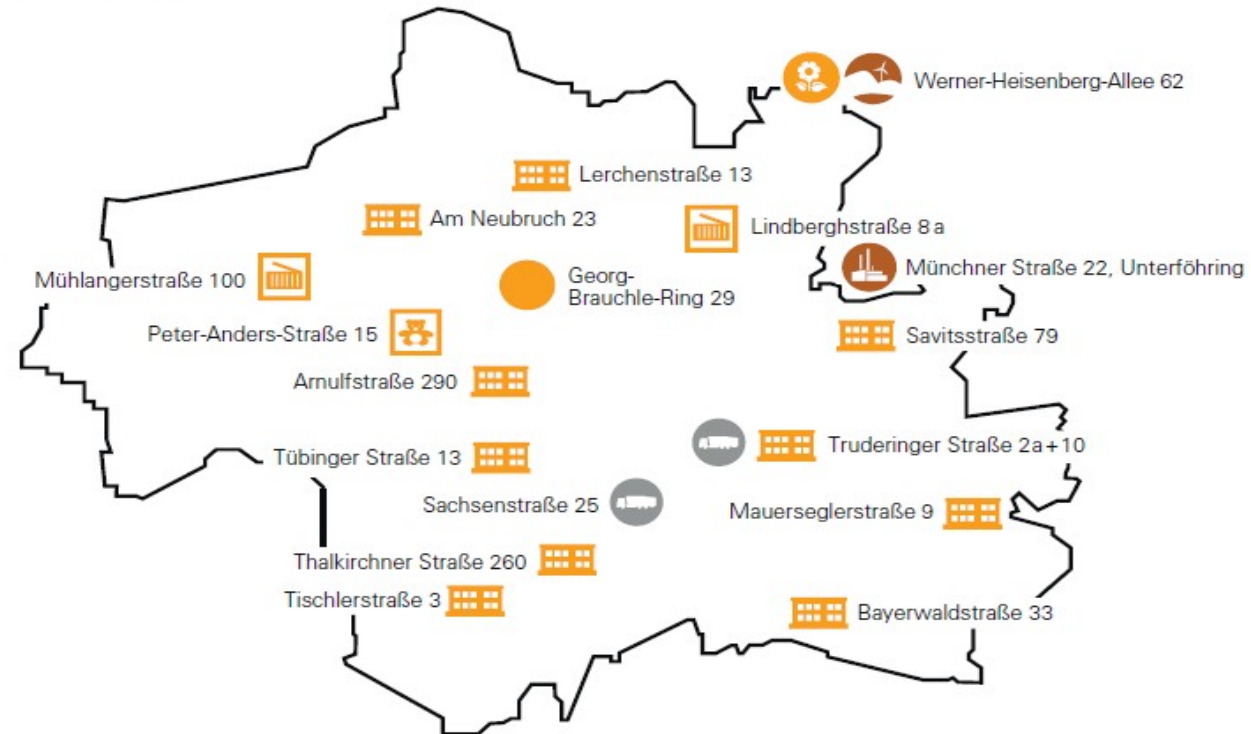 Werner-Heisenberg-Allee 62
Lerchenstraße 13
Am Neubruch 23
Lindberghstraße 8 a
Mühlangerstraße 100
Georg-
Brauchle-Ring 29
Münchner Straße 22, Unterföhring
Peter-Anders-Straße 15
Savitsstraße 79
Arnulfstraße 290
Truderinger Straße 2a+10
Tübinger Straße 13
Sachsenstraße 25
Mauerseglerstraße 9
Thalkirchner Straße 260
Tischlerstraße 3
Bayerwaldstraße 33